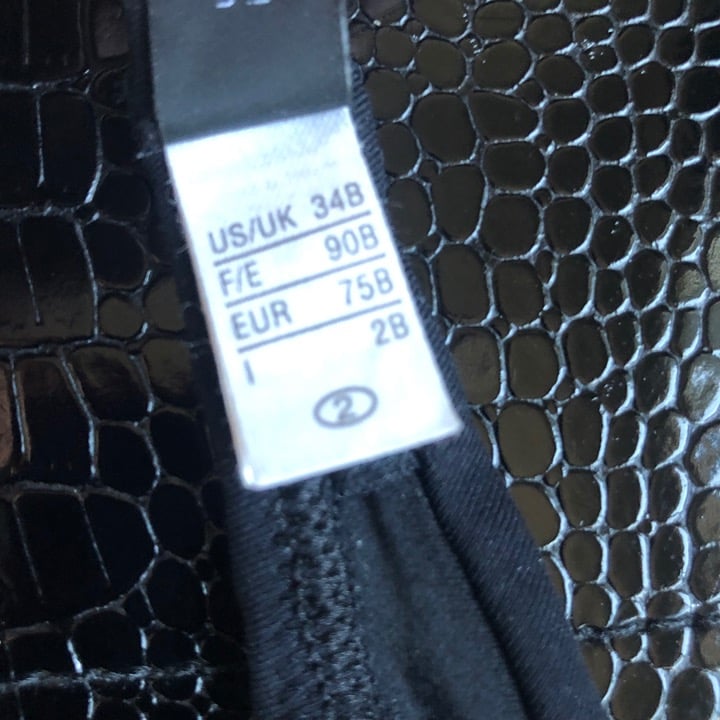 US/UK 34B
F/E 90B
EUR 75B
I 2B
2